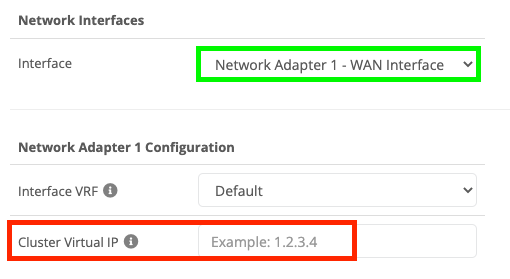 Network Interfaces
Interface
Network Adapter 1 - WAN Interface
Network Adapter 1 Configuration
Interface VRF
Default
Cluster Virtual IP
Example: 1.2.3.4